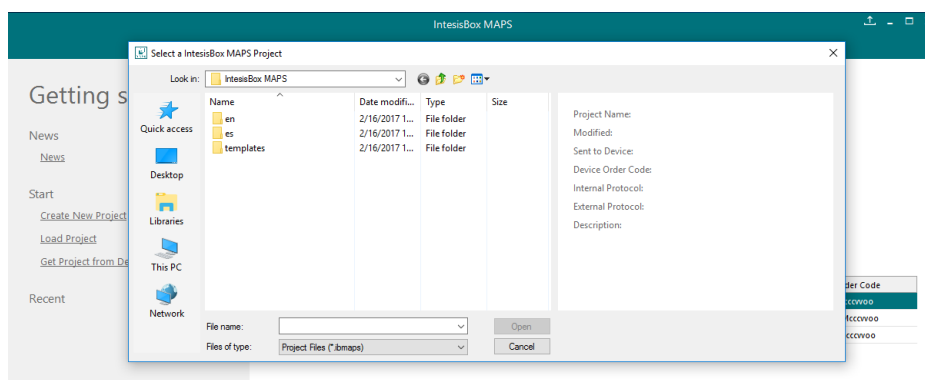 IntesisBox MAPS
Select a IntesisBox MAPS Project
Look in:
IntesisBox MAPS
Getting s
News
News
Start
Create New Project
Load Project
Get Project from De
Recent
Quick access
Desktop
Libraries
This PC
Network
Name Date modifi... Type Size
en 2/16/2017 1... File folder
es 2/16/2017 1... File folder
templates 2/16/2017 1... File folder
Project Name:
Modified:
Sent to Device:
Device Order Code:
Internal Protocol:
External Protocol:
Description:
File name:
Open
Files of type:
Project Files (*.ibmaps)
Cancel
der Code